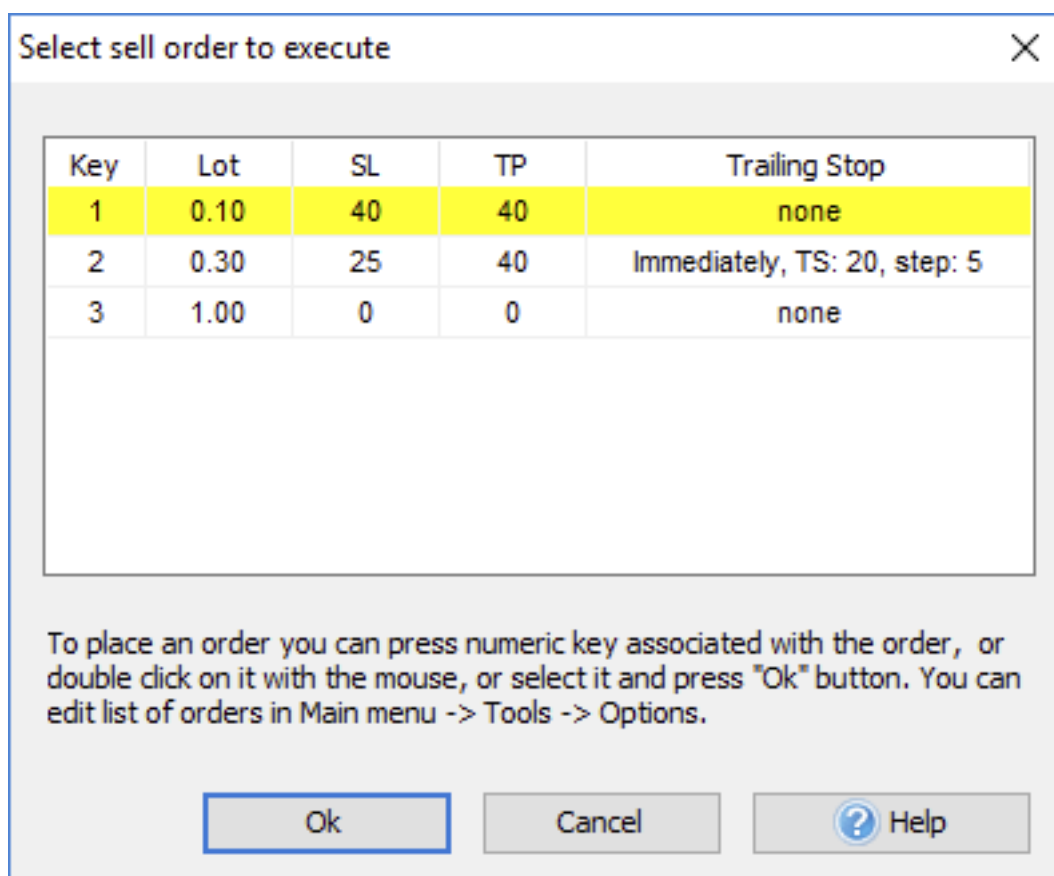 Select sell order to execute
Key Lot SL TP Trailing Stop
1 0.10 40 40 none
2 0.30 25 40 Immediately, TS: 20, step: 5
3 1.00 0 0 none
To place an order you can press numeric key associated with the order, or
double click on it with the mouse, or select it and press "Ok" button. You can
edit list of orders in Main menu -> Tools -> Options.
Ok Cancel ? Help